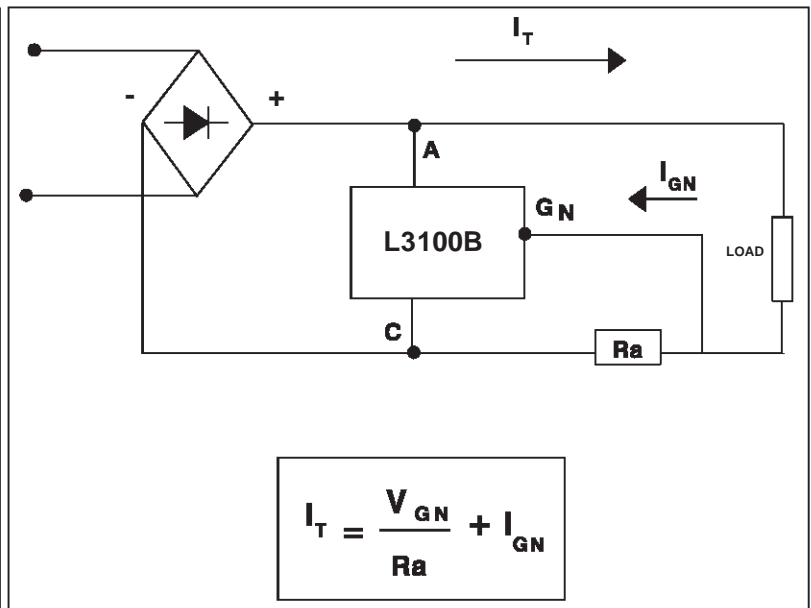 I_T
- +
A
I_GN
G_N
L3100B
LOAD
C
Ra
I_T = V_GN / Ra + I_GN